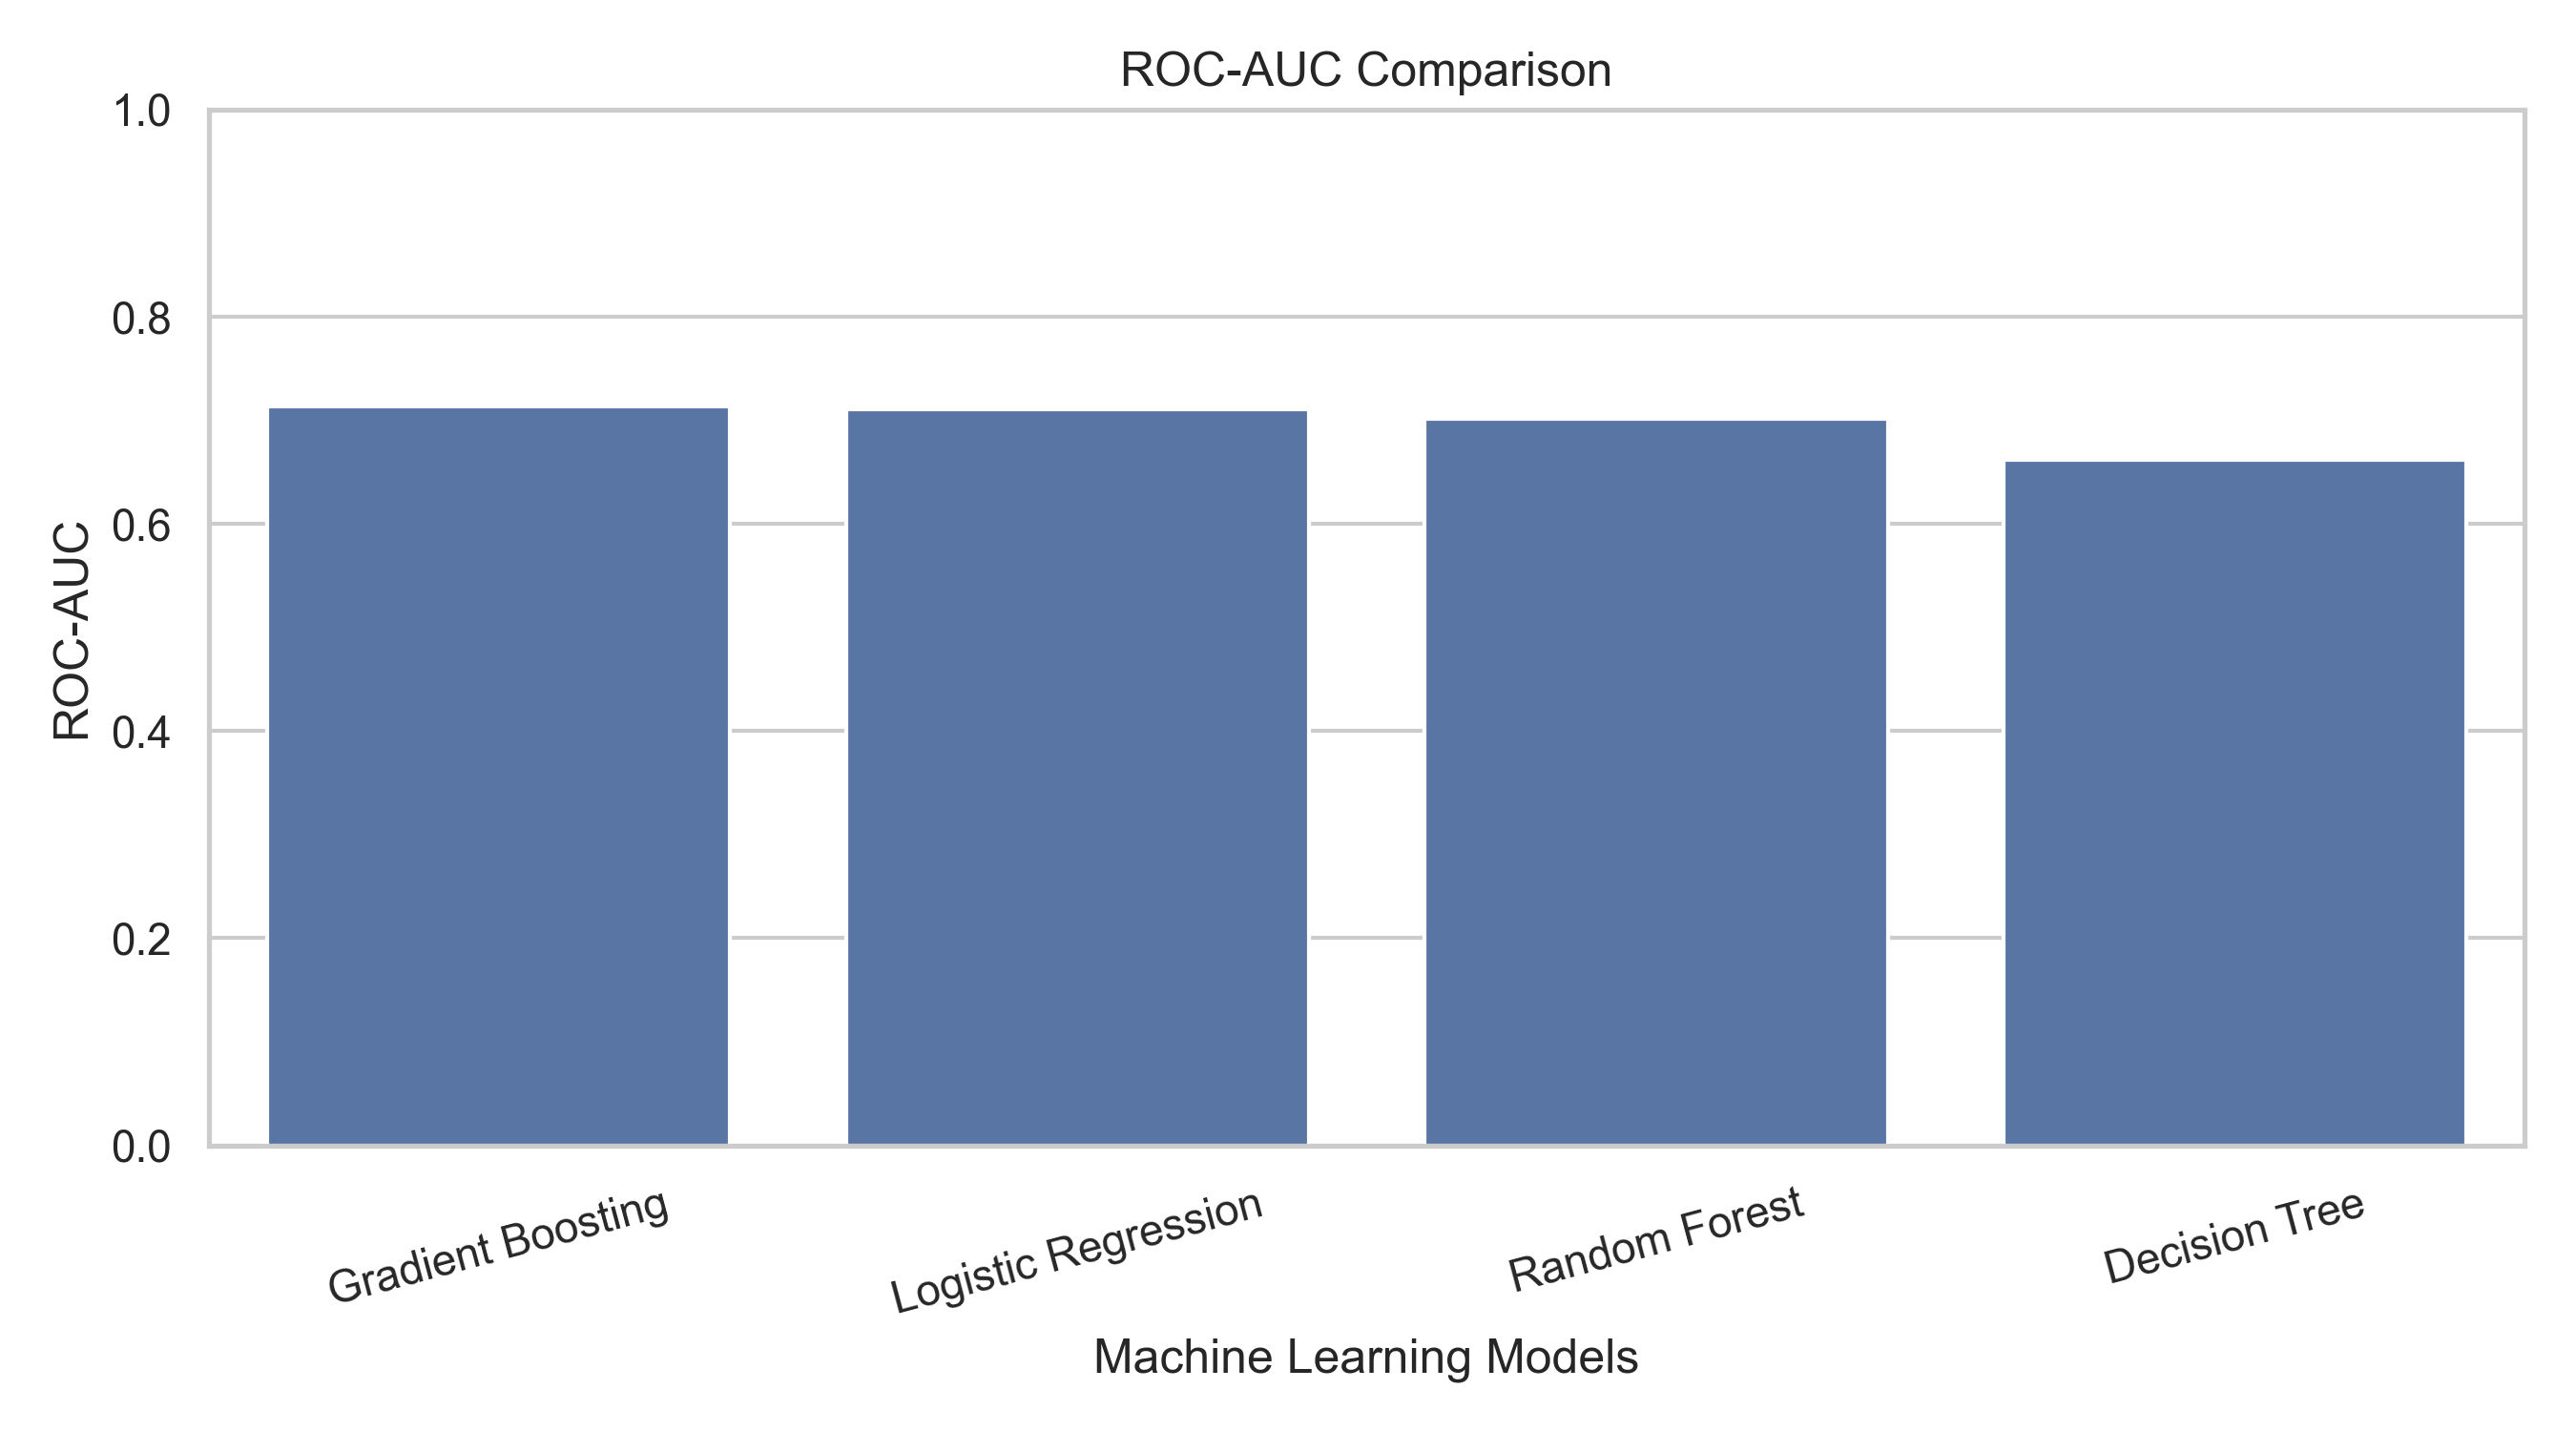 ROC-AUC Comparison
1.0
0.8
0.6
0.4
0.2
0.0
ROC-AUC
Gradient Boosting
Logistic Regression
Random Forest
Decision Tree
Machine Learning Models